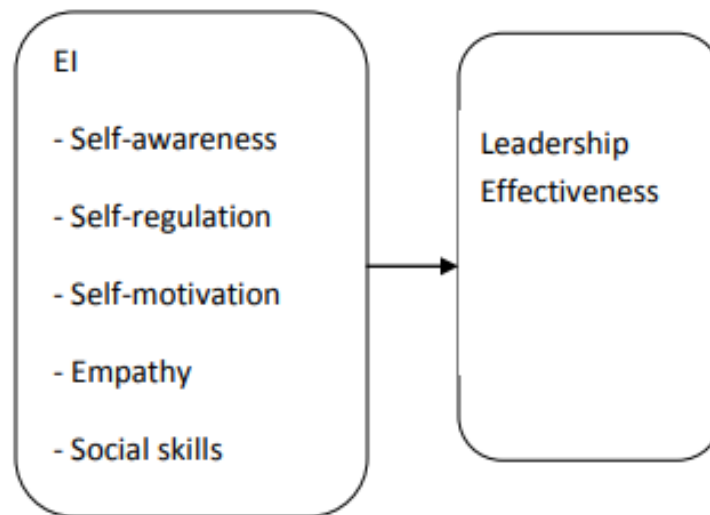 EI
- Self-awareness
- Self-regulation
- Self-motivation
- Empathy
- Social skills
Leadership
Effectiveness